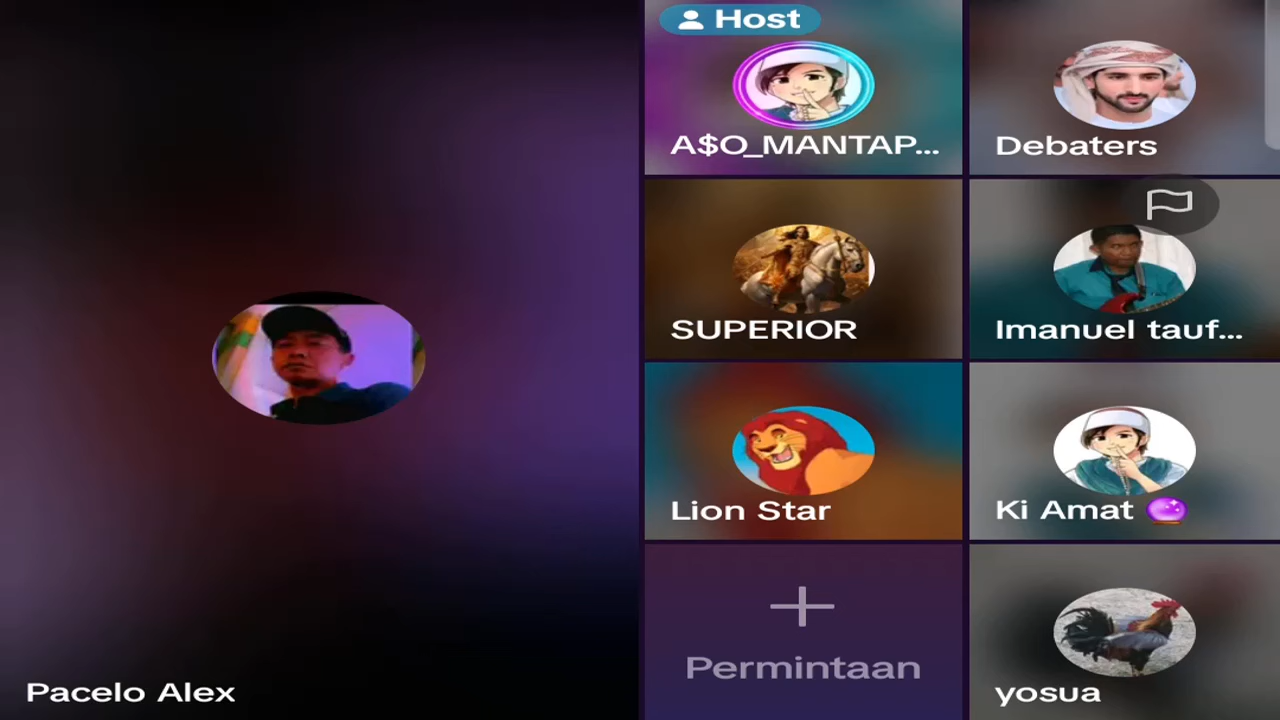 Host
A$O_MANTAP...
Debaters
SUPERIOR
Imanuel tauf...
Lion Star
Ki Amat
Permintaan
Pacelo Alex
yosua